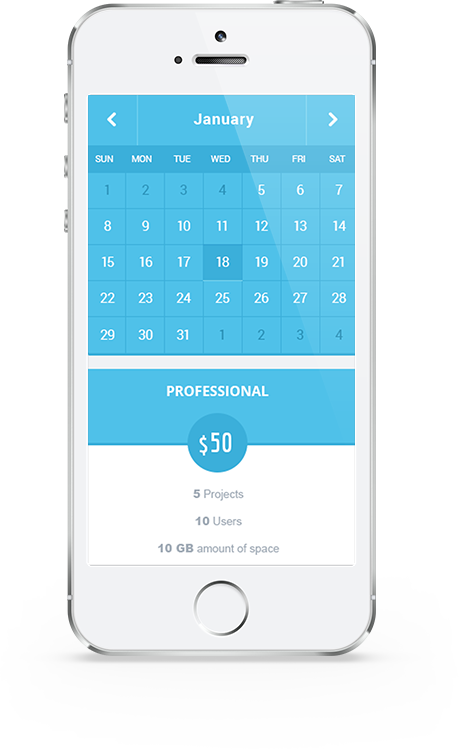 January
SUN MON TUE WED THU FRI SAT
1 2 3 4 5 6 7
8 9 10 11 12 13 14
15 16 17 18 19 20 21
22 23 24 25 26 27 28
29 30 31 1 2 3 4
PROFESSIONAL
$50
5 Projects
10 Users
10 GB amount of space